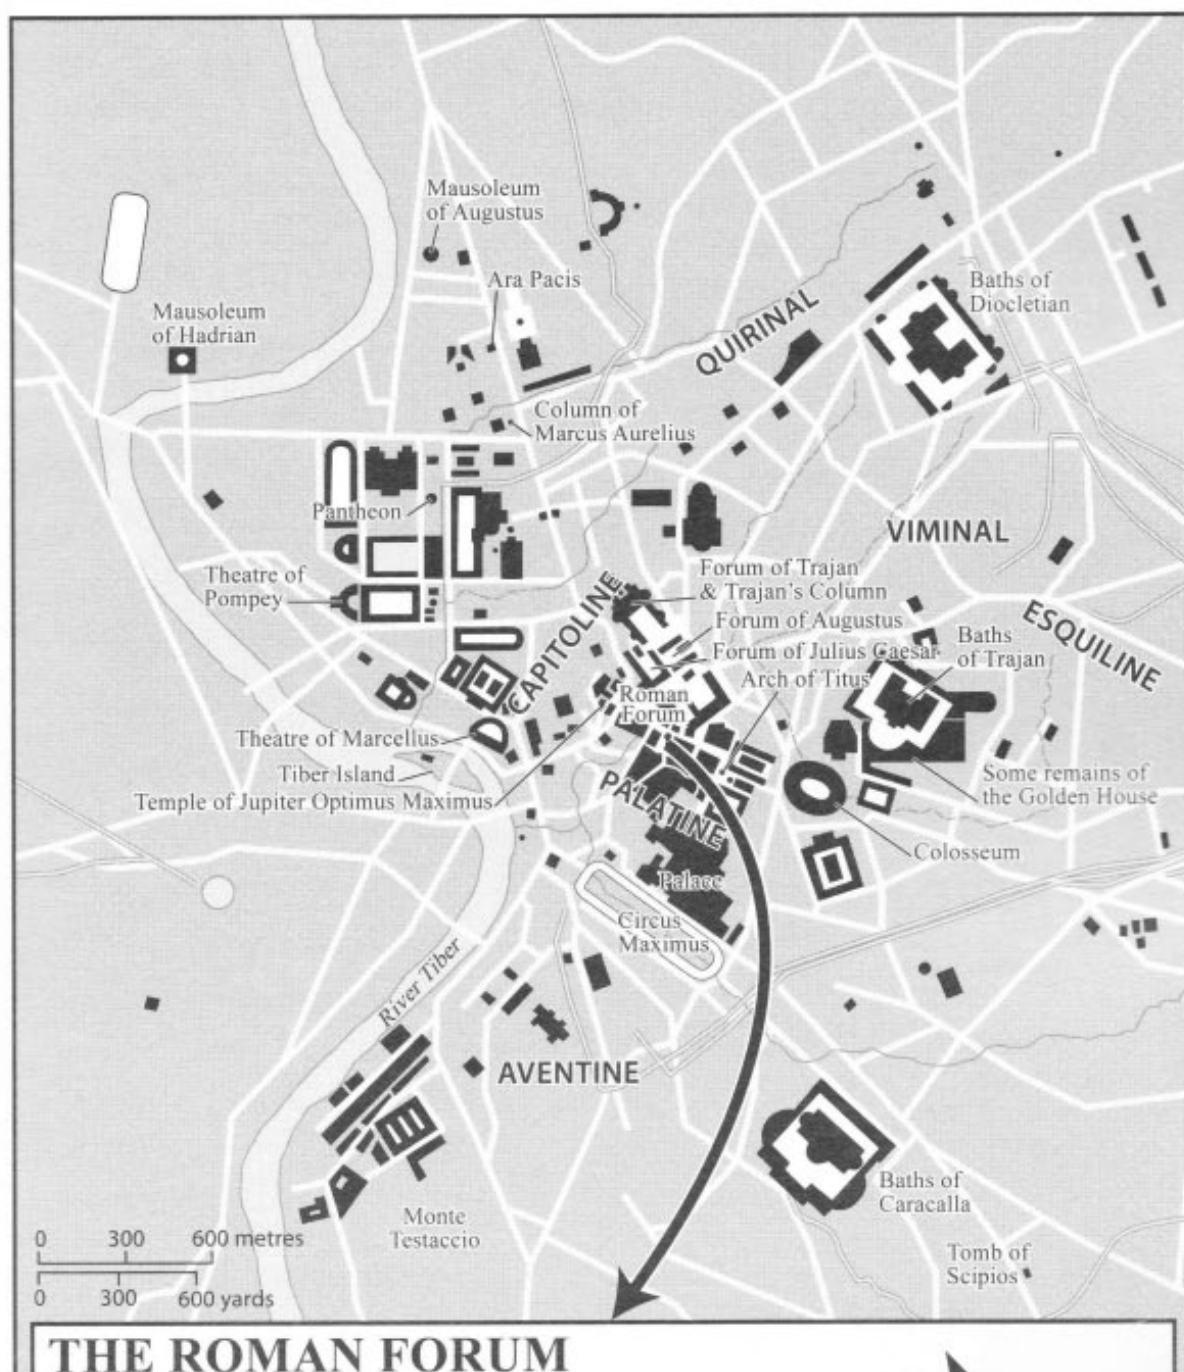 Mausoleum
of Augustus
Ara Pacis
Baths of
Diocletian
Mausoleum
of Hadrian
QUIRINAL
Column of
Marcus Aurelius
Pantheon
VIMINAL
Theatre of
Pompey
Forum of Trajan
& Trajan's Column
ESQUILINE
CAPITOLINE
Forum of Augustus
Baths
of Trajan
Forum of Julius Caesar
Arch of Titus
Roman
Forum
Theatre of Marcellus
Tiber Island
Temple of Jupiter Optimus Maximus
Some remains of
the Golden House
PALATINE
Colosseum
Palace
Circus
Maximus
River Tiber
AVENTINE
Baths of
Caracalla
Monte
Testaccio
0 300 600 metres
0 300 600 yards
Tomb of
Scipios
THE ROMAN FORUM